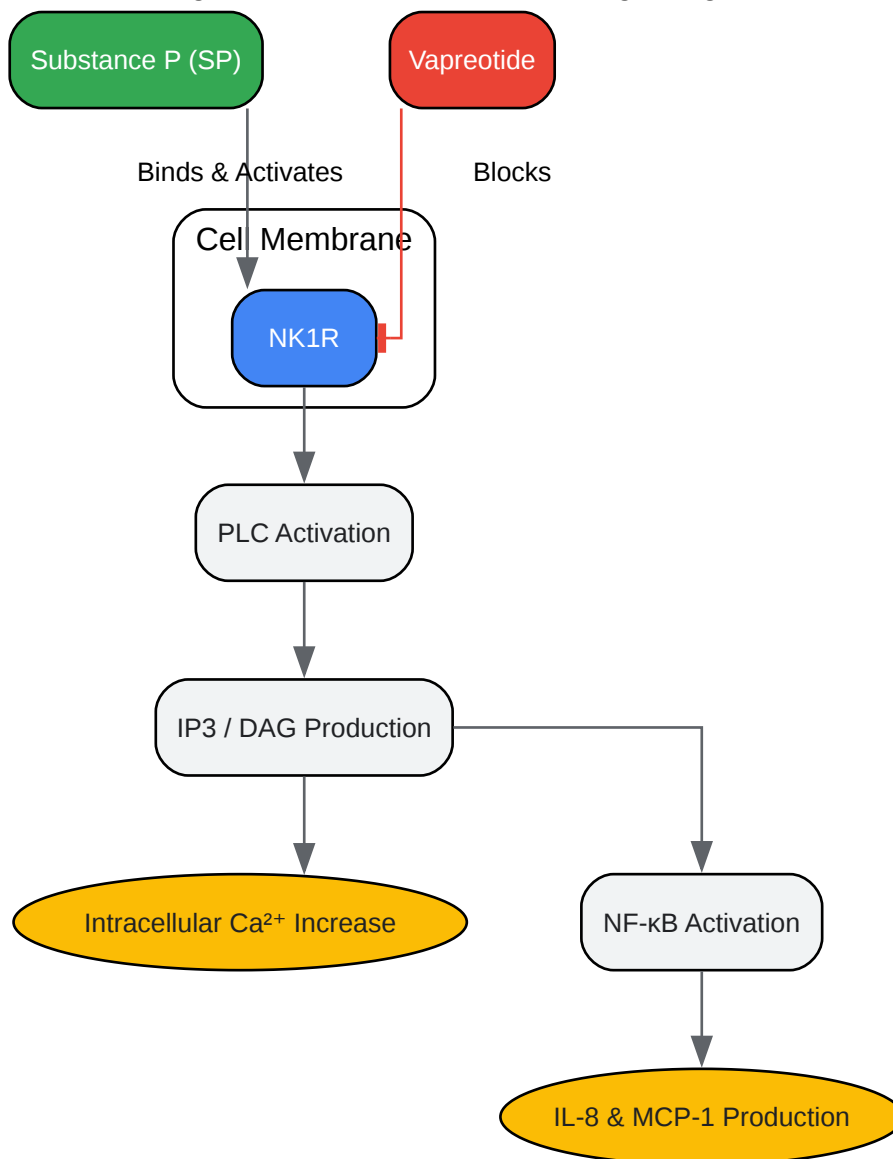 Substance P (SP)
Vapreotide
Binds & Activates
Blocks
Cell Membrane
NK1R
PLC Activation
IP3 / DAG Production
Intracellular Ca²⁺ Increase
NF-κB Activation
IL-8 & MCP-1 Production